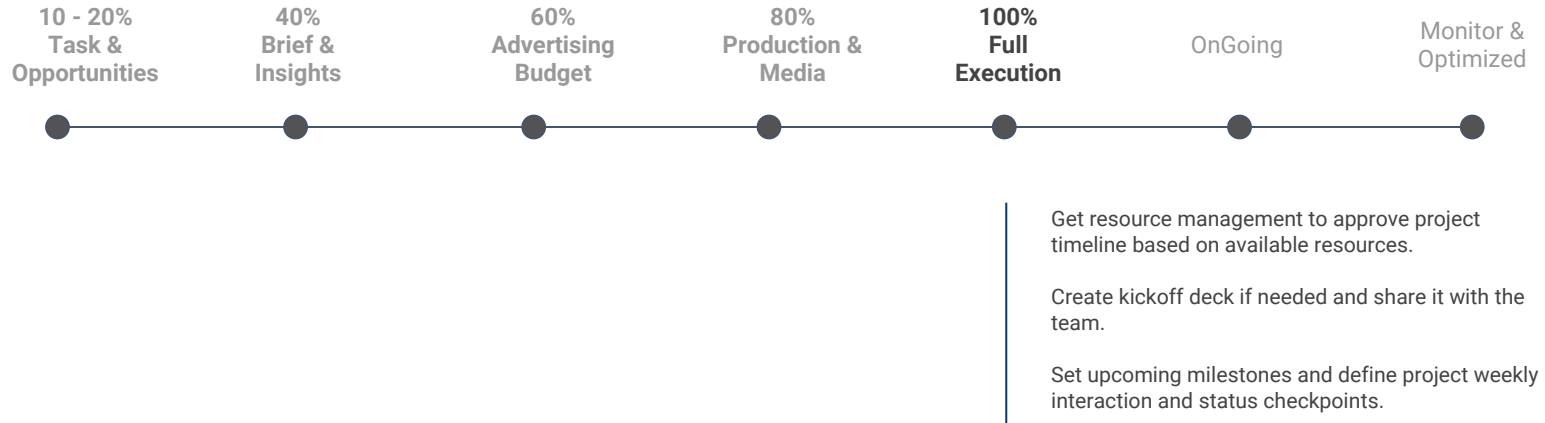 10 - 20%
Task &
Opportunities
40%
Brief &
Insights
60%
Advertising
Budget
80%
Production &
Media
100%
Full
Execution
OnGoing
Monitor &
Optimized
Get resource management to approve project
timeline based on available resources.
Create kickoff deck if needed and share it with the
team.
Set upcoming milestones and define project weekly
interaction and status checkpoints.